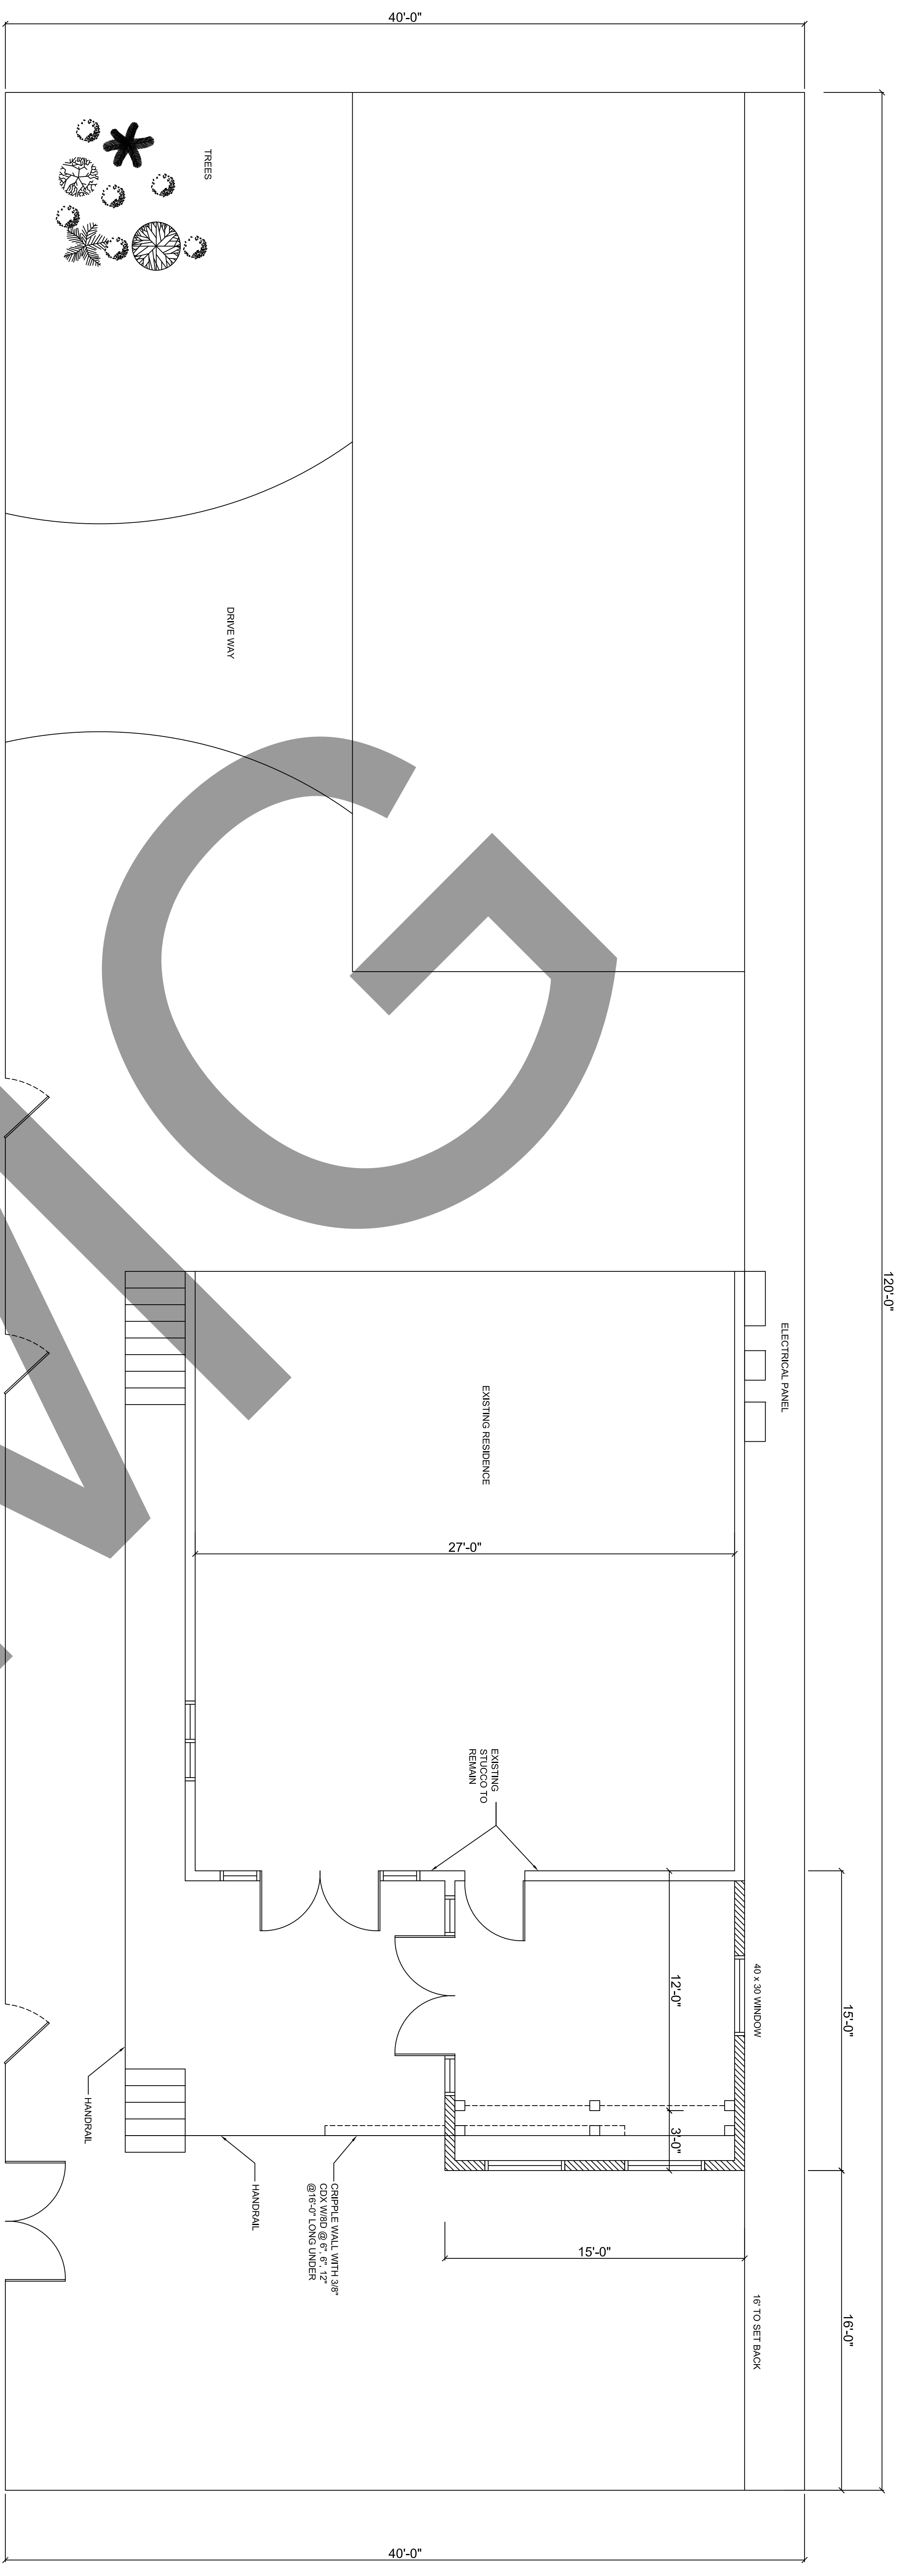 40'-0"
TREES
DRIVE WAY
120'-0"
ELECTRICAL PANEL
EXISTING RESIDENCE
27'-0"
EXISTING
STUCCO TO
REMAIN
12'-0"
40 x 30 WINDOW
15'-0"
HANDRAIL
3'-0"
HANDRAIL
CRIPPLE WALL WITH 3/8"
CDX W/8D @ 6", 6", 12"
@16'-0" LONG UNDER
15'-0"
16' TO SET BACK
16'-0"
40'-0"
G